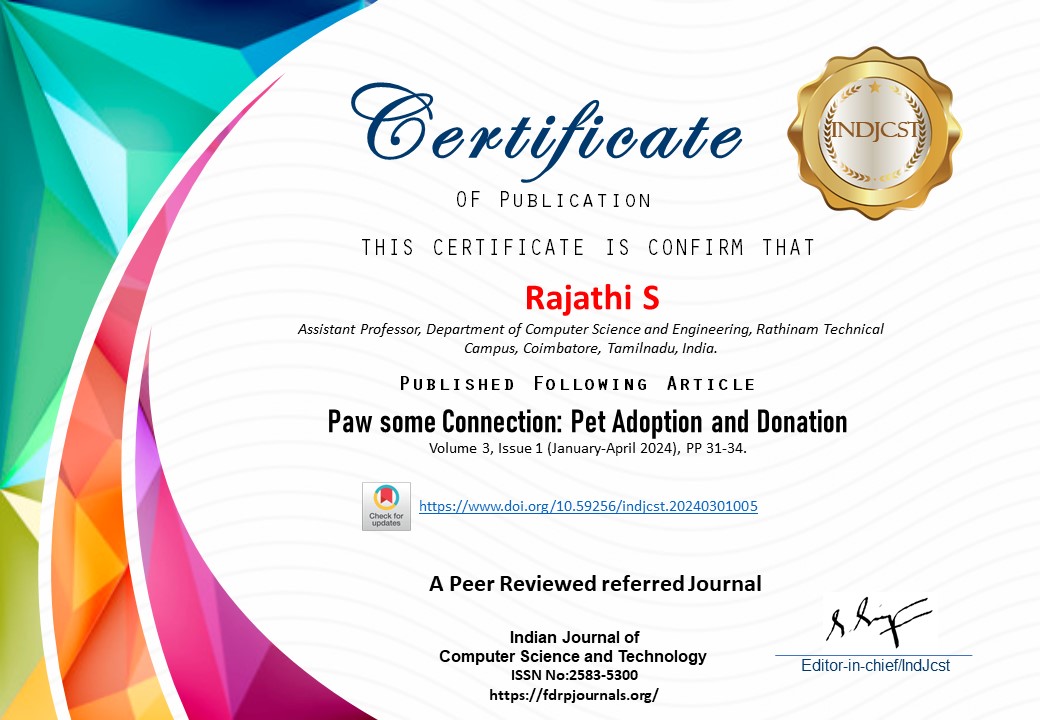 Certificate
INDJCST
OF PUBLICATION
THIS CERTIFICATE IS CONFIRM THAT
Rajathi S
Assistant Professor, Department of Computer Science and Engineering, Rathinam Technical
Campus, Coimbatore, Tamilnadu, India.
PUBLISHED FOLLOWING ARTICLE
Paw some Connection: Pet Adoption and Donation
Volume 3, Issue 1 (January-April 2024), PP 31-34.
Check for
updates
https://www.doi.org/10.59256/indjcst.20240301005
A Peer Reviewed referred Journal
Indian Journal of
Computer Science and Technology
ISSN No:2583-5300
https://fdrpjournals.org/
Editor-in-chief/IndJcst